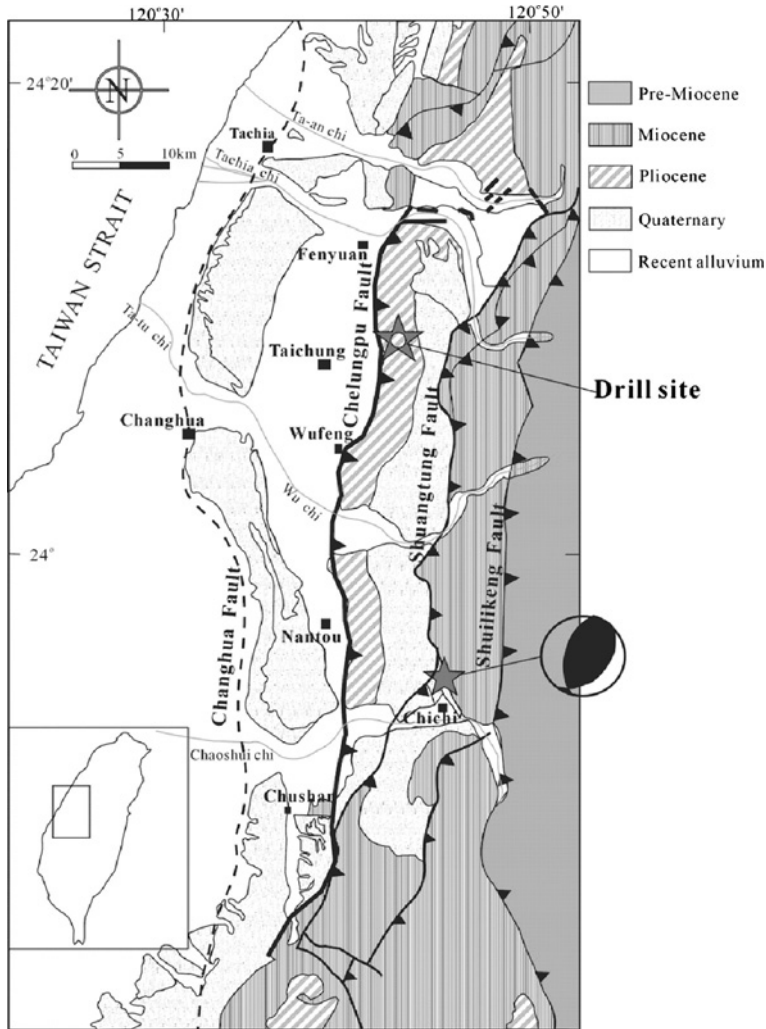 120°30'
120°50'
24°20'
N
0 5 10km
Tachia
Ta-an chi
Tachia chi
TAIWAN STRAIT
Ta-tu chi
Fenyuan
Chelungpu Fault
Taichung
Changhua
Wufeng
Wu chi
Shuangtung Fault
Shuilikeng Fault
24°
Changhua Fault
Nantou
Chichi
Chaoshui chi
Chushan
Drill site
Pre-Miocene
Miocene
Pliocene
Quaternary
Recent alluvium